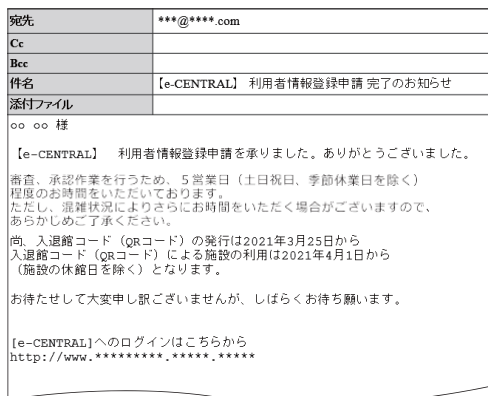 宛先 ***@****.com
Cc
Bcc
件名 【e-CENTRAL】 利用者情報登録申請 完了のお知らせ
添付ファイル
○○ ○○ 様
【e-CENTRAL】　利用者情報登録申請を承りました。ありがとうございました。
審査、承認作業を行うため、５営業日（土日祝日、季節休業日を除く）
程度のお時間をいただいております。
ただし、混雑状況によりさらにお時間をいただく場合がございますので、
あらかじめご了承ください。
尚、入退館コード（QRコード）の発行は2021年3月25日から
入退館コード（QRコード）による施設の利用は2021年4月1日から
（施設の休館日を除く）となります。
お待たせして大変申し訳ございませんが、しばらくお待ち願います。
[e-CENTRAL]へのログインはこちらから
http://www.*********.*****.*****